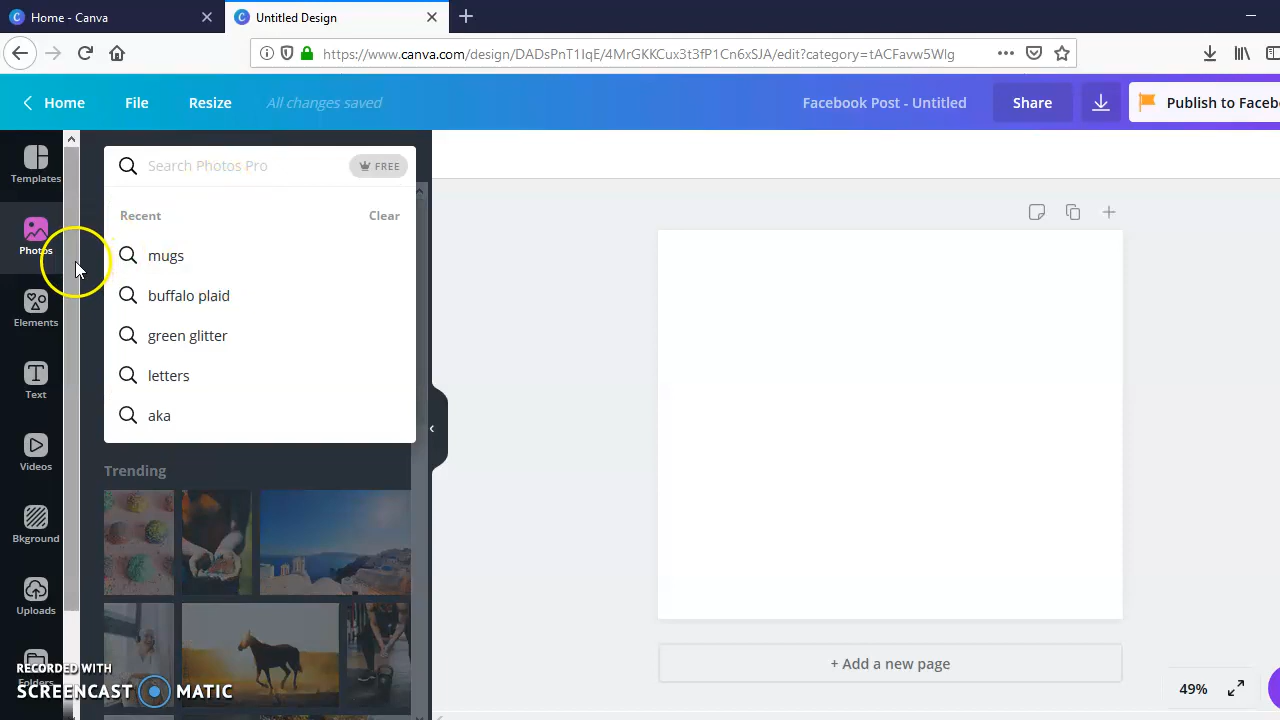 Home - Canva
Untitled Design
https://www.canva.com/design/DADsPnT1IqE/4MrGKKCux3t3fP1Cn6xSJA/edit?category=tACFavw5WIg
Home File Resize All changes saved Facebook Post - Untitled Share Publish to Facebo
Templates
Photos
Elements
Text
Videos
Bkground
Uploads
Folders
Search Photos Pro FREE
Recent Clear
mugs
buffalo plaid
green glitter
letters
aka
Trending
+ Add a new page
49%
RECORDED WITH
SCREENCAST MATIC